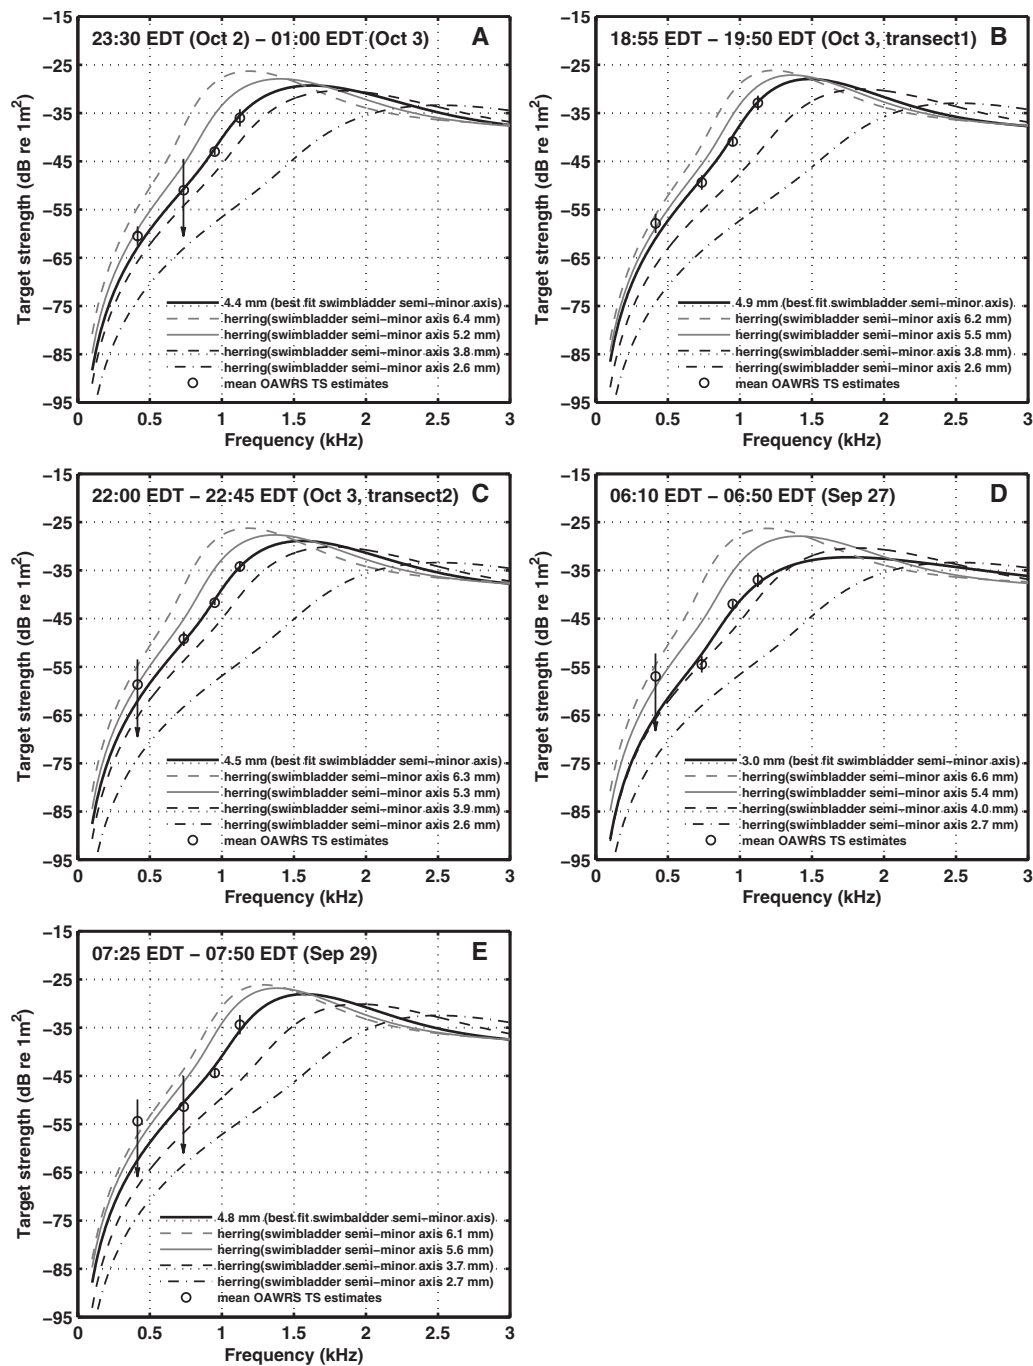 23:30 EDT (Oct 2) – 01:00 EDT (Oct 3) A
Target strength (dB re 1m²)
−15
−25
−35
−45
−55
−65
−75
−85
−95
4.4 mm (best fit swimbladder semi−minor axis)
herring(swimbladder semi−minor axis 6.4 mm)
herring(swimbladder semi−minor axis 5.2 mm)
herring(swimbladder semi−minor axis 3.8 mm)
herring(swimbladder semi−minor axis 2.6 mm)
mean OAWRS TS estimates
0 0.5 1 1.5 2 2.5 3
Frequency (kHz)
18:55 EDT – 19:50 EDT (Oct 3, transect1) B
Target strength (dB re 1m²)
−15
−25
−35
−45
−55
−65
−75
−85
−95
4.9 mm (best fit swimbladder semi−minor axis)
herring(swimbladder semi−minor axis 6.2 mm)
herring(swimbladder semi−minor axis 5.5 mm)
herring(swimbladder semi−minor axis 3.8 mm)
herring(swimbladder semi−minor axis 2.6 mm)
mean OAWRS TS estimates
0 0.5 1 1.5 2 2.5 3
Frequency (kHz)
22:00 EDT – 22:45 EDT (Oct 3, transect2) C
Target strength (dB re 1m²)
−15
−25
−35
−45
−55
−65
−75
−85
−95
4.5 mm (best fit swimbladder semi−minor axis)
herring(swimbladder semi−minor axis 6.3 mm)
herring(swimbladder semi−minor axis 5.3 mm)
herring(swimbladder semi−minor axis 3.9 mm)
herring(swimbladder semi−minor axis 2.6 mm)
mean OAWRS TS estimates
0 0.5 1 1.5 2 2.5 3
Frequency (kHz)
06:10 EDT – 06:50 EDT (Sep 27) D
Target strength (dB re 1m²)
−15
−25
−35
−45
−55
−65
−75
−85
−95
3.0 mm (best fit swimbladder semi−minor axis)
herring(swimbladder semi−minor axis 6.6 mm)
herring(swimbladder semi−minor axis 5.4 mm)
herring(swimbladder semi−minor axis 4.0 mm)
herring(swimbladder semi−minor axis 2.7 mm)
mean OAWRS TS estimates
0 0.5 1 1.5 2 2.5 3
Frequency (kHz)
07:25 EDT – 07:50 EDT (Sep 29) E
Target strength (dB re 1m²)
−15
−25
−35
−45
−55
−65
−75
−85
−95
4.8 mm (best fit swimbaldder semi−minor axis)
herring(swimbladder semi−minor axis 6.1 mm)
herring(swimbladder semi−minor axis 5.6 mm)
herring(swimbladder semi−minor axis 3.7 mm)
herring(swimbladder semi−minor axis 2.7 mm)
mean OAWRS TS estimates
0 0.5 1 1.5 2 2.5 3
Frequency (kHz)